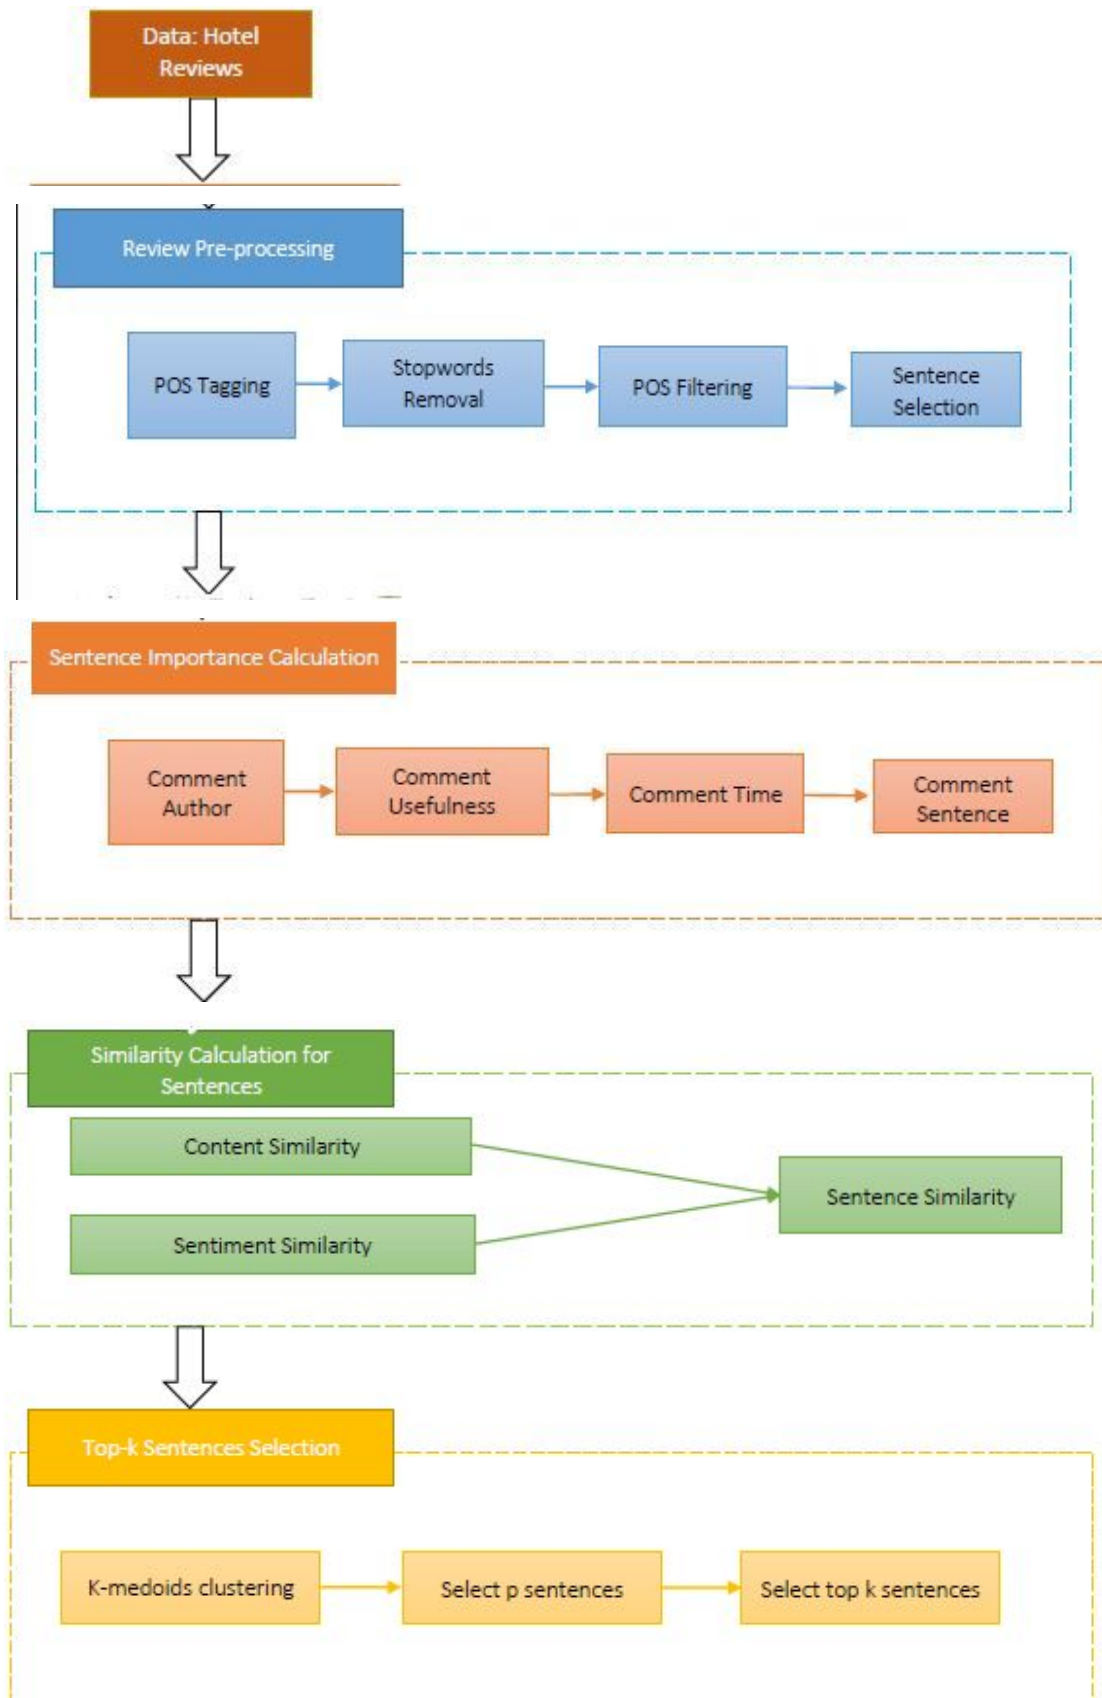 Data: Hotel
Reviews
Review Pre-processing
POS Tagging
Stopwords
Removal
POS Filtering
Sentence
Selection
Sentence Importance Calculation
Comment
Author
Comment
Usefulness
Comment Time
Comment
Sentence
Similarity Calculation for
Sentences
Content Similarity
Sentence Similarity
Sentiment Similarity
Top-k Sentences Selection
K-medoids clustering
Select p sentences
Select top k sentences